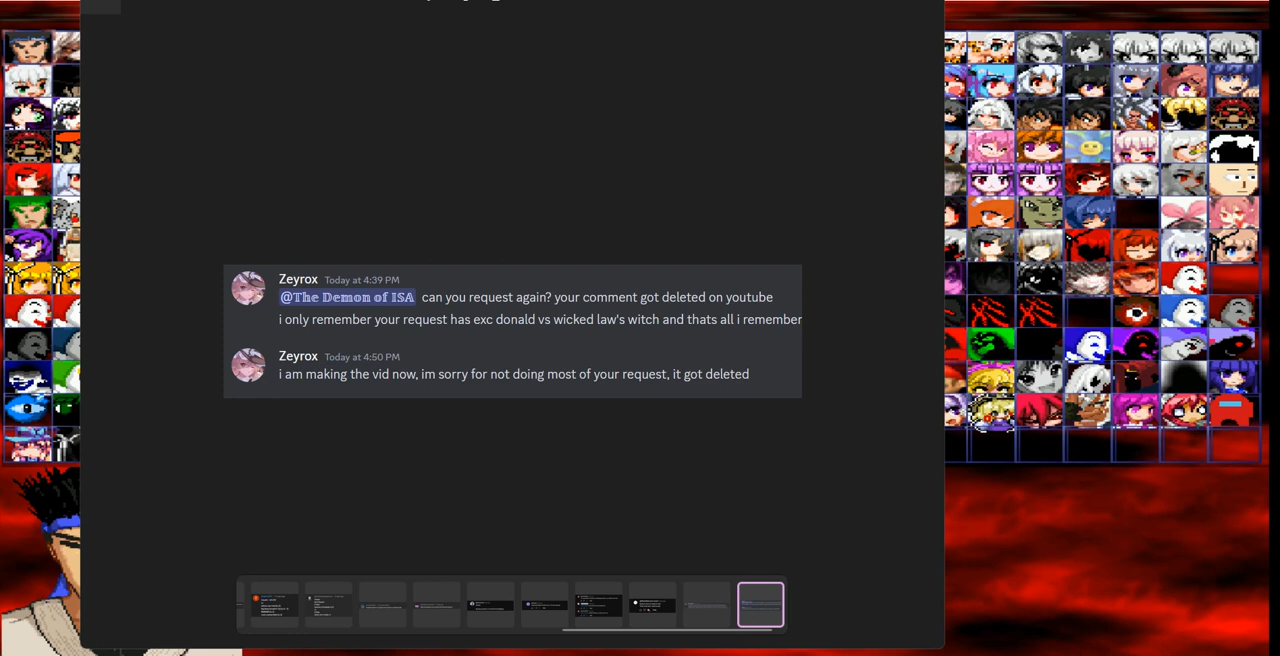 Zeyrox Today at 4:39 PM
@The Demon of ISA can you request again? your comment got deleted on youtube
i only remember your request has exc donald vs wicked law's witch and thats all i remember
Zeyrox Today at 4:50 PM
i am making the vid now, im sorry for not doing most of your request, it got deleted